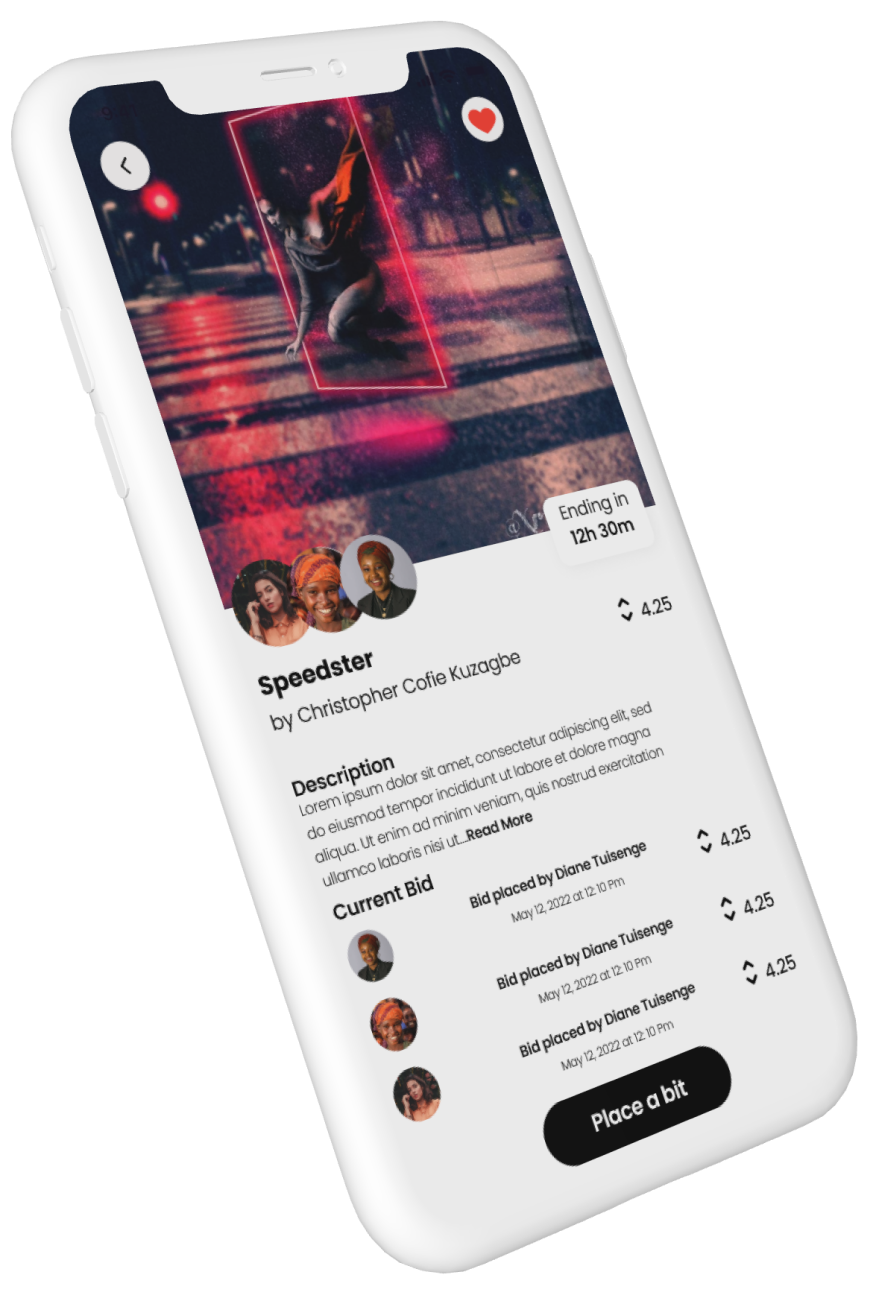 Ending in
12h 30m
4.25
Speedster
by Christopher Cofie Kuzagbe
Description
Lorem ipsum dolor sit amet, consectetur adipiscing elit, sed
do eiusmod tempor incididunt ut labore et dolore magna
aliqua. Ut enim ad minim veniam, quis nostrud exercitation
ullamco laboris nisi ut...Read More
Current Bid
Bid placed by Diane Tuisenge
4.25
May 12, 2022 at 12: 10 Pm
Bid placed by Diane Tuisenge
4.25
May 12, 2022 at 12: 10 Pm
Bid placed by Diane Tuisenge
4.25
May 12, 2022 at 12: 10 Pm
Place a bit